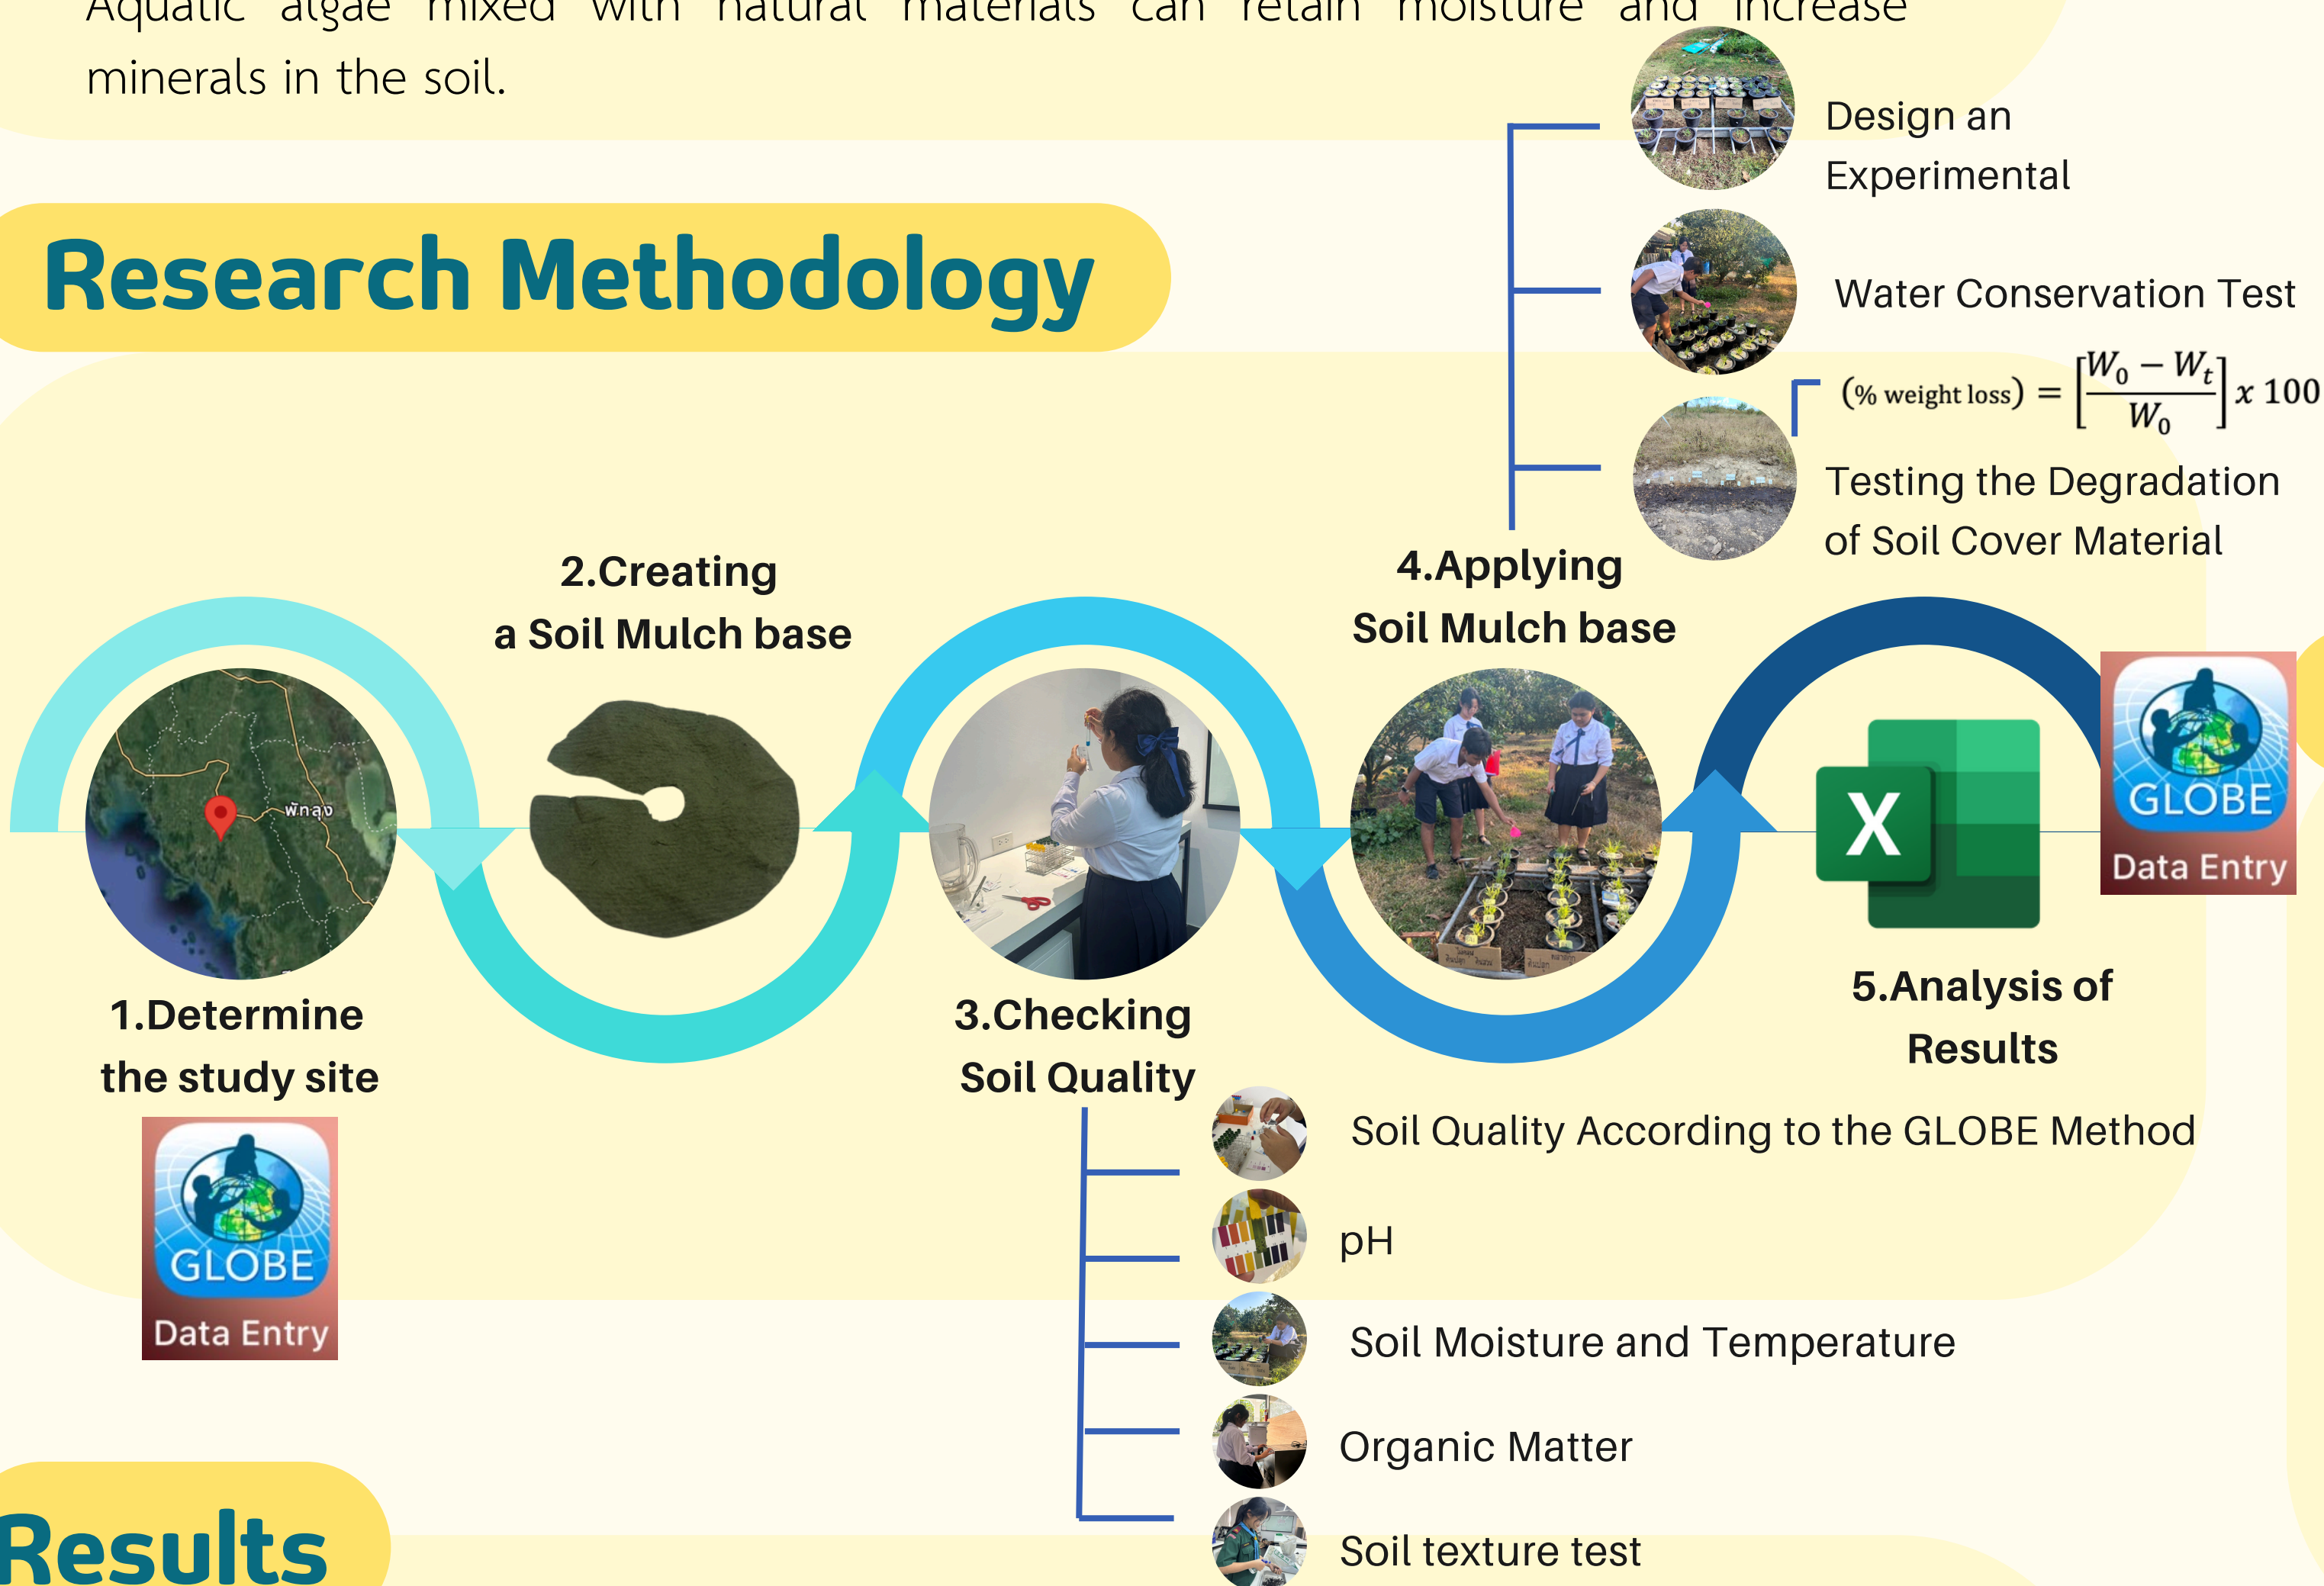 Aquatic algae mixed with natural materials can retain moisture and increase
minerals in the soil.
Research Methodology
Design an
Experimental
Water Conservation Test
(% weight loss) = [W₀ − Wₜ / W₀] x 100
Testing the Degradation
of Soil Cover Material
1.Determine
the study site
พัทลุง
GLOBE
Data Entry
2.Creating
a Soil Mulch base
3.Checking
Soil Quality
Soil Quality According to the GLOBE Method
pH
Soil Moisture and Temperature
Organic Matter
Soil texture test
4.Applying
Soil Mulch base
X
GLOBE
Data Entry
5.Analysis of
Results
Results